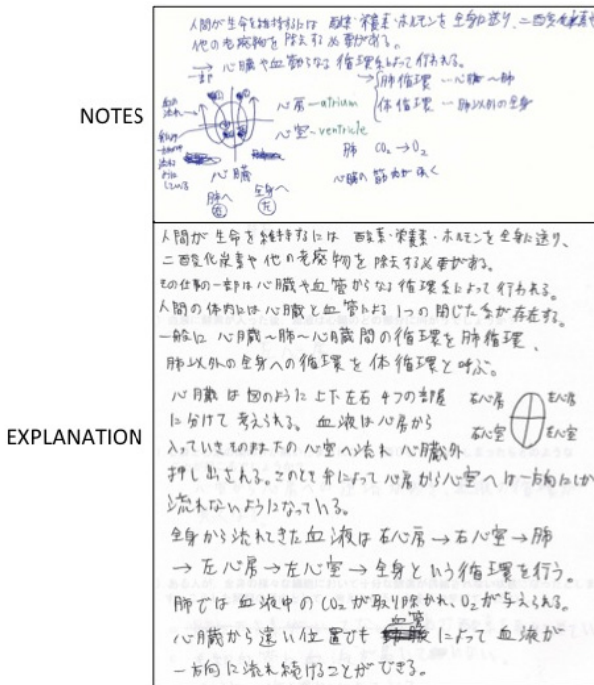 NOTES
人間が生命を維持するには 酸素・栄養素・ホルモンを全身に送り、二酸化炭素や
他の老廃物を除去する必要がある。
→ 心臓や血管からなる循環系によって行われる。
一部
→ 肺循環 … 心臓〜肺
体循環 … 肺以外の全身
血の
流れ
心房 — atrium
心室 — ventricle
肺 CO₂ → O₂
心臓
肺へ
右
全身へ
左
EXPLANATION
人間が生命を維持するには 酸素・栄養素・ホルモンを全身に送り、
二酸化炭素や他の老廃物を除去する必要がある。
その仕事の一部は心臓や血管からなる循環系によって行われる。
人間の体内には心臓と血管による1つの閉じた系が存在する。
一般に 心臓〜肺〜心臓間の循環を肺循環、
肺以外の全身への循環を体循環と呼ぶ。
心臓は図のように上下左右4つの部屋
に分けて考えられる。血液は心房から
右心房 左心房
右心室 左心室
入っていき 下の心室へ流れ 心臓外
押し出される。このとき弁によって心房から心室へは一方向にしか
流れないようになっている。
全身から流れてきた血液は右心房→右心室→肺
→左心房→左心室→全身という循環を行う。
肺では血液中のCO₂が取り除かれ、O₂が与えられる。
心臓から遠い位置でも 血管 によって血液が
一方向に流れ続けることができる。